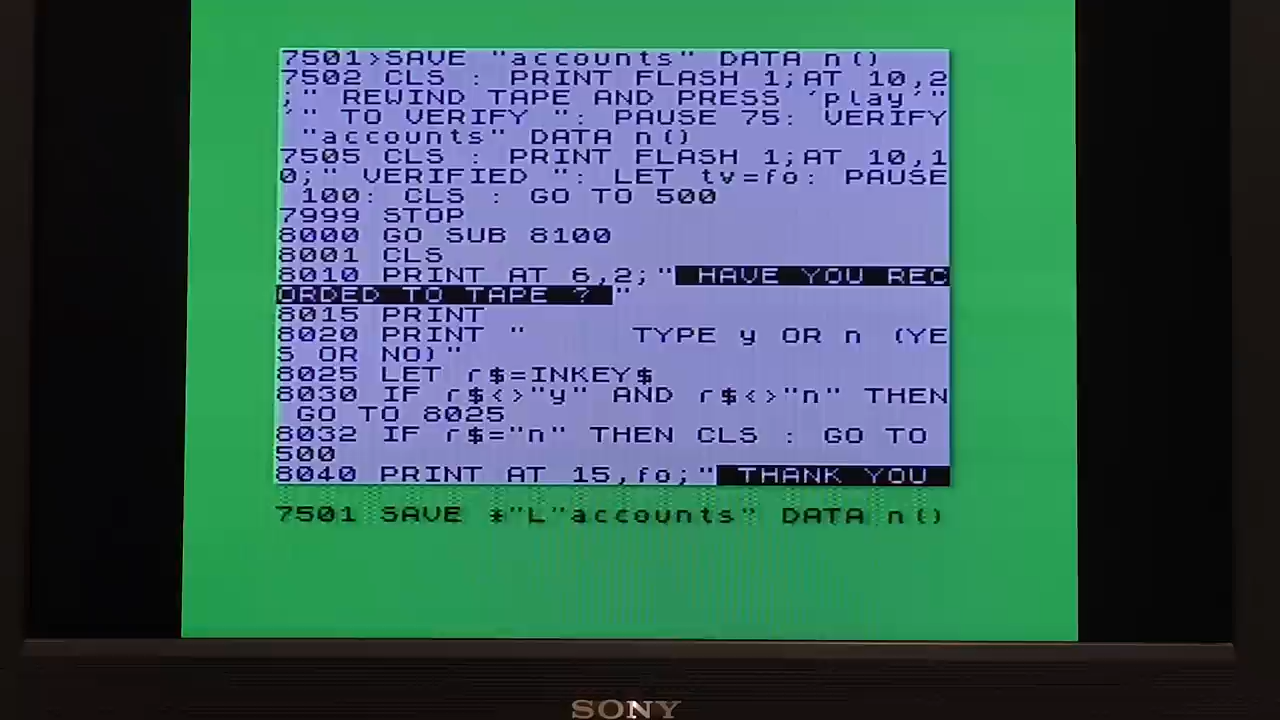 7501>SAVE "accounts" DATA n()
7502 CLS : PRINT FLASH 1;AT 10,2
;" REWIND TAPE AND PRESS 'play'"
'" TO VERIFY ": PAUSE 75: VERIFY
"accounts" DATA n()
7505 CLS : PRINT FLASH 1;AT 10,1
0;" VERIFIED ": LET tv=fo: PAUSE
100: CLS : GO TO 500
7999 STOP
8000 GO SUB 8100
8001 CLS
8010 PRINT AT 6,2;" HAVE YOU REC
ORDED TO TAPE ? "
8015 PRINT
8020 PRINT "     TYPE y OR n (YE
S OR NO)"
8025 LET r$=INKEY$
8030 IF r$<>"y" AND r$<>"n" THEN
GO TO 8025
8032 IF r$="n" THEN CLS : GO TO
500
8040 PRINT AT 15,fo;" THANK YOU
7501 SAVE *"L"accounts" DATA n()
SONY